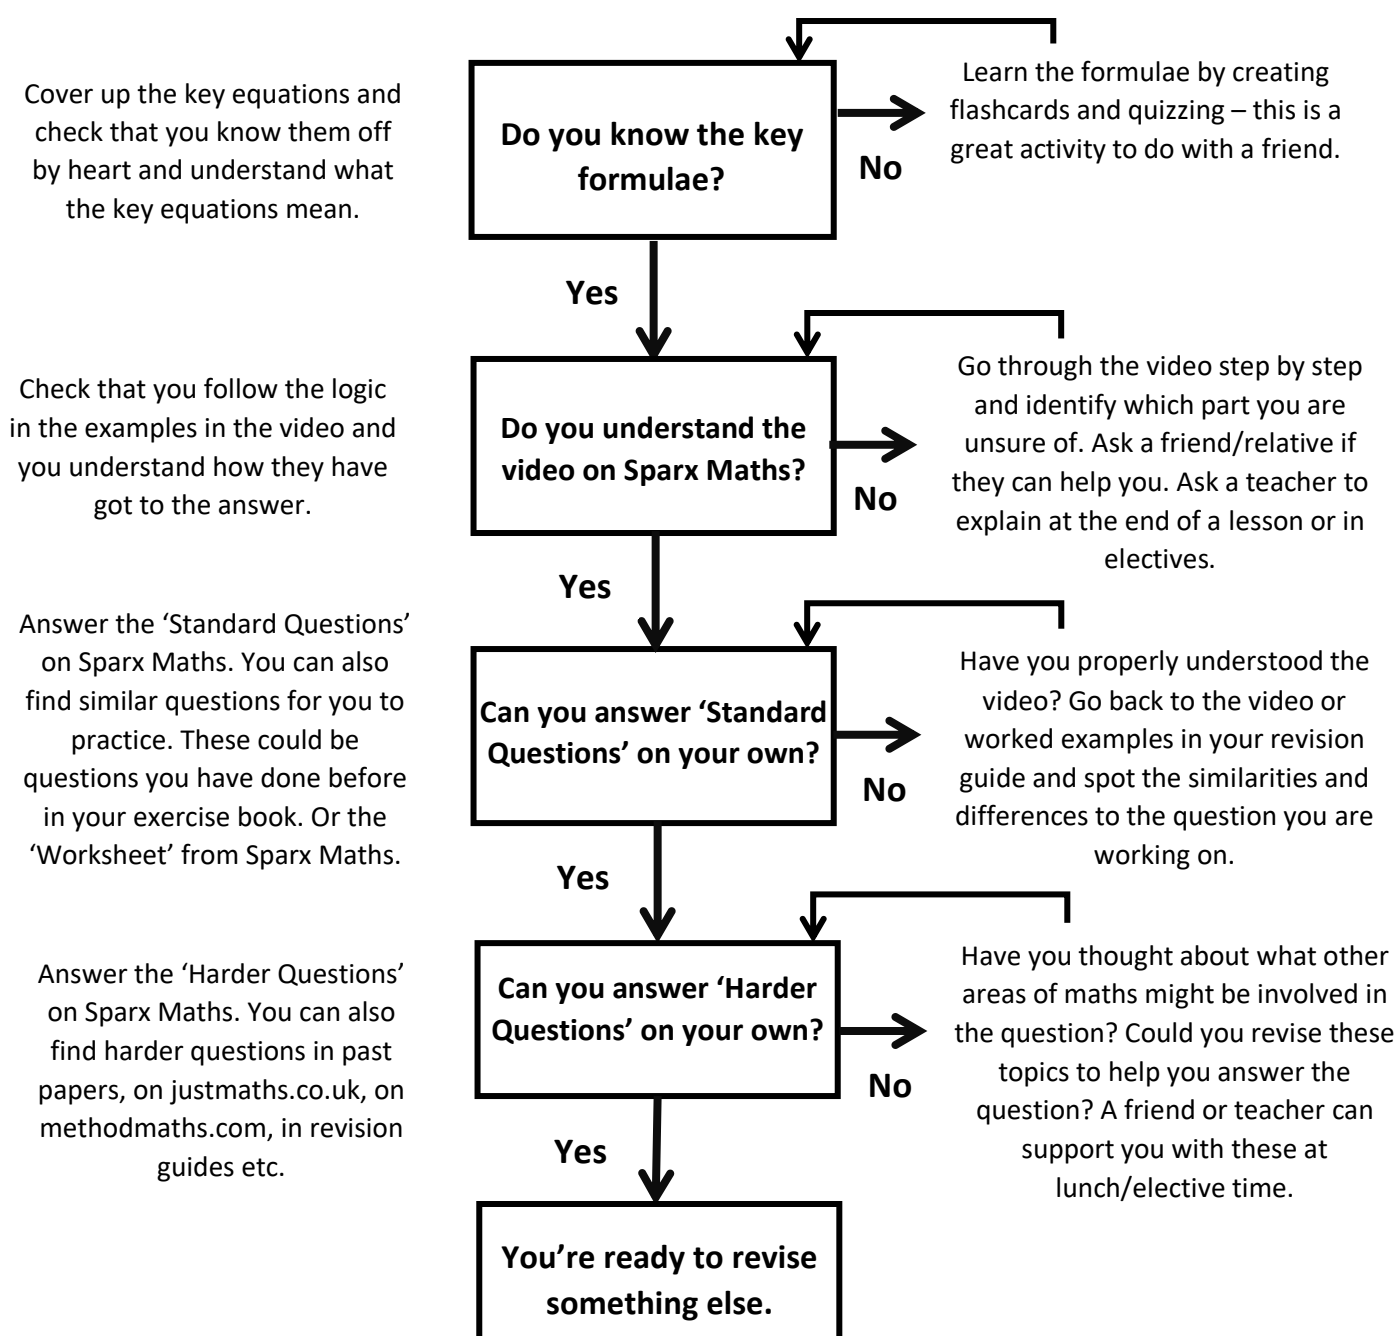 Cover up the key equations and
check that you know them off
by heart and understand what
the key equations mean.
Do you know the key
formulae?
No
Learn the formulae by creating
flashcards and quizzing – this is a
great activity to do with a friend.
Yes
Check that you follow the logic
in the examples in the video and
you understand how they have
got to the answer.
Do you understand the
video on Sparx Maths?
No
Go through the video step by step
and identify which part you are
unsure of. Ask a friend/relative if
they can help you. Ask a teacher to
explain at the end of a lesson or in
electives.
Yes
Answer the ‘Standard Questions’
on Sparx Maths. You can also
find similar questions for you to
practice. These could be
questions you have done before
in your exercise book. Or the
‘Worksheet’ from Sparx Maths.
Can you answer ‘Standard
Questions’ on your own?
No
Have you properly understood the
video? Go back to the video or
worked examples in your revision
guide and spot the similarities and
differences to the question you are
working on.
Yes
Answer the ‘Harder Questions’
on Sparx Maths. You can also
find harder questions in past
papers, on justmaths.co.uk, on
methodmaths.com, in revision
guides etc.
Can you answer ‘Harder
Questions’ on your own?
No
Have you thought about what other
areas of maths might be involved in
the question? Could you revise these
topics to help you answer the
question? A friend or teacher can
support you with these at
lunch/elective time.
Yes
You’re ready to revise
something else.